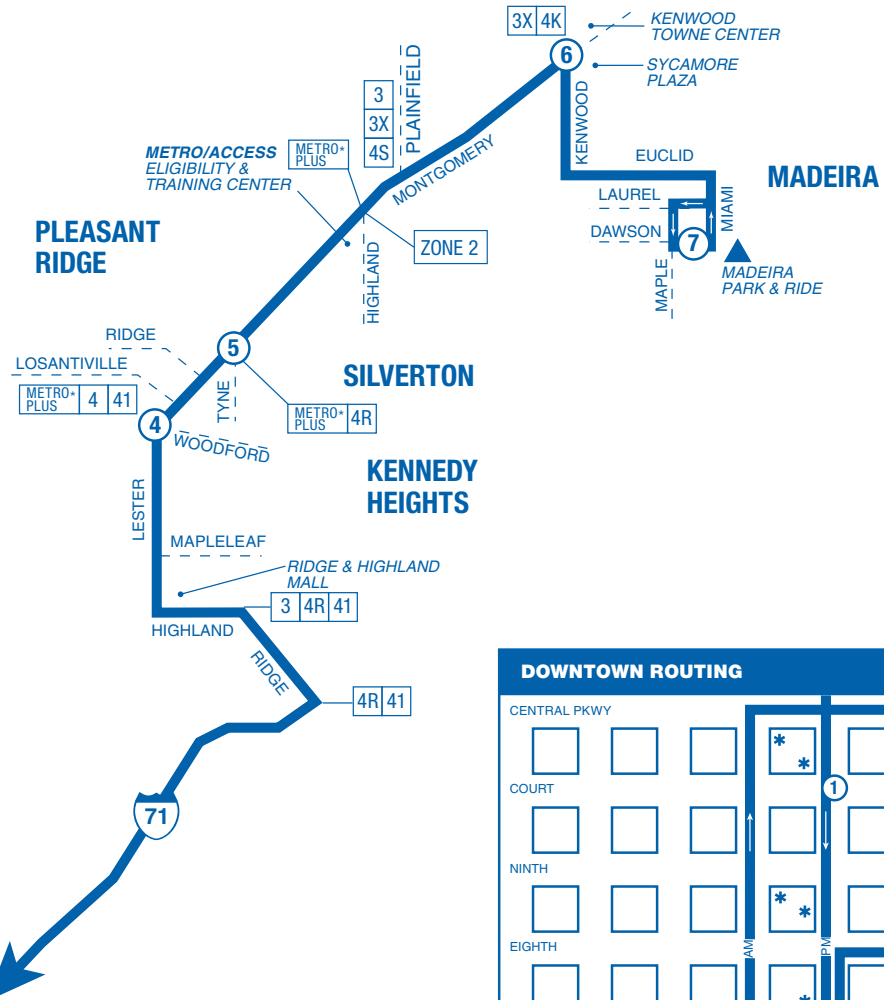 3X 4K
KENWOOD
TOWNE CENTER
6
SYCAMORE
PLAZA
PLAINFIELD
3
3X
4S
KENWOOD
METRO/ACCESS
ELIGIBILITY &
TRAINING CENTER
METRO*
PLUS
MONTGOMERY
EUCLID
MADEIRA
LAUREL
MIAMI
DAWSON
7
PLEASANT
RIDGE
ZONE 2
HIGHLAND
MAPLE
MADEIRA
PARK & RIDE
RIDGE
5
LOSANTIVILLE
SILVERTON
METRO*
PLUS
4 41
TYNE
METRO*
PLUS
4R
4
WOODFORD
KENNEDY
HEIGHTS
LESTER
MAPLELEAF
RIDGE & HIGHLAND
MALL
3 4R 41
HIGHLAND
RIDGE
4R 41
71
DOWNTOWN ROUTING
CENTRAL PKWY
* *
COURT
1
NINTH
* *
EIGHTH
AM
PM
*